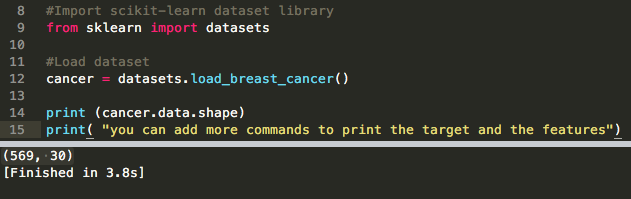 8 #Import scikit-learn dataset library
9 from sklearn import datasets
10
11 #Load dataset
12 cancer = datasets.load_breast_cancer()
13
14 print (cancer.data.shape)
15 print( "you can add more commands to print the target and the features")
(569, 30)
[Finished in 3.8s]